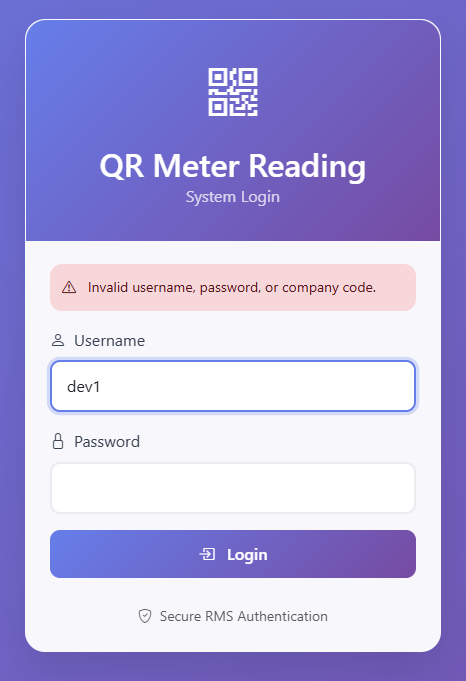 QR Meter Reading
System Login
Invalid username, password, or company code.
Username
dev1
Password
Login
Secure RMS Authentication